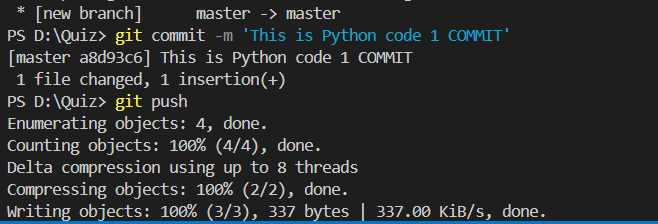 * [new branch]      master -> master
PS D:\Quiz> git commit -m 'This is Python code 1 COMMIT'
[master a8d93c6] This is Python code 1 COMMIT
 1 file changed, 1 insertion(+)
PS D:\Quiz> git push
Enumerating objects: 4, done.
Counting objects: 100% (4/4), done.
Delta compression using up to 8 threads
Compressing objects: 100% (2/2), done.
Writing objects: 100% (3/3), 337 bytes | 337.00 KiB/s, done.